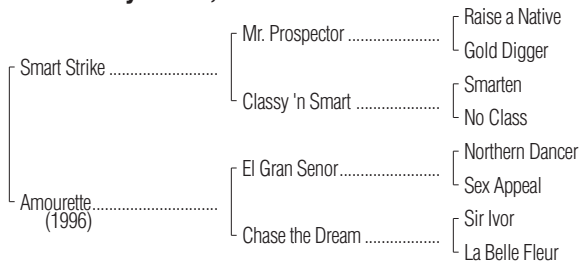 Raise a Native
Mr. Prospector ......................
Gold Digger
Smart Strike ..........................
Smarten
Classy 'n Smart ....................
No Class
Northern Dancer
El Gran Senor........................
Sex Appeal
Amourette..............................
(1996)
Sir Ivor
Chase the Dream ..................
La Belle Fleur